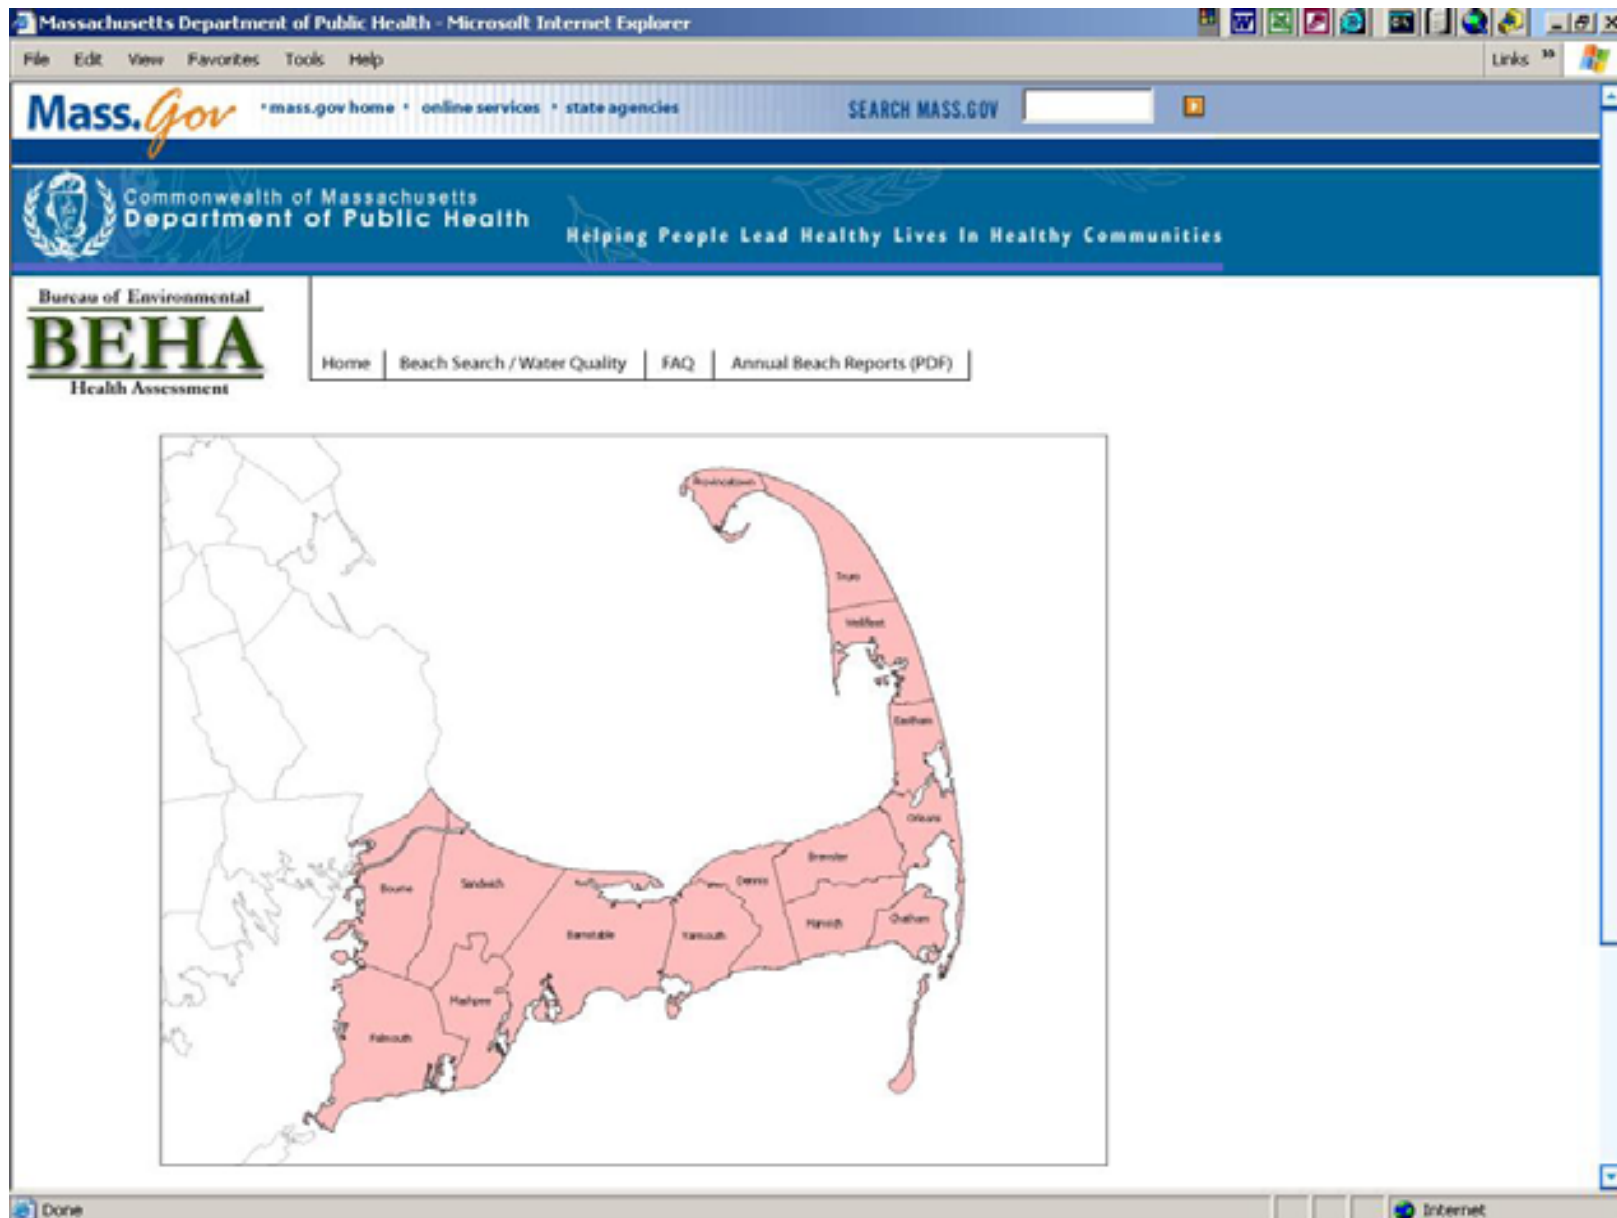 Massachusetts Department of Public Health - Microsoft Internet Explorer
File Edit View Favorites Tools Help
Links »
Mass.Gov • mass.gov home • online services • state agencies SEARCH MASS.GOV
Commonwealth of Massachusetts
Department of Public Health
Helping People Lead Healthy Lives In Healthy Communities
Bureau of Environmental
BEHA
Health Assessment
Home | Beach Search / Water Quality | FAQ | Annual Beach Reports (PDF)
Provincetown
Truro
Wellfleet
Eastham
Orleans
Brewster
Dennis
Bourne
Sandwich
Harwich
Chatham
Barnstable
Yarmouth
Mashpee
Falmouth
Done
Internet